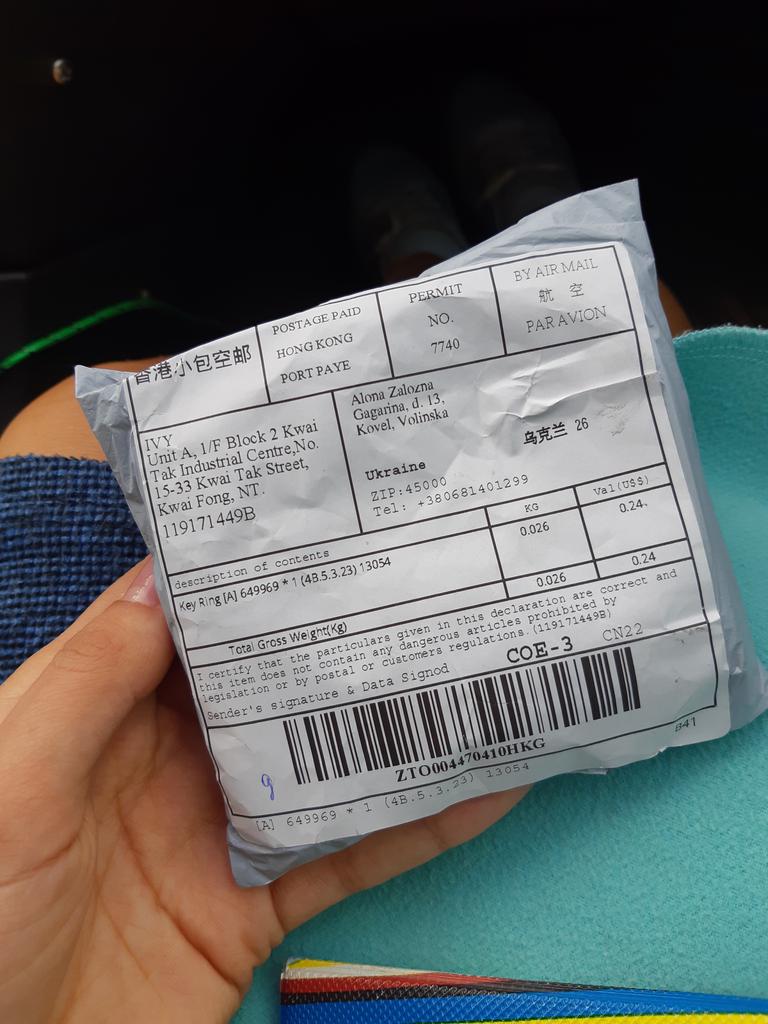 香港小包空邮
POSTAGE PAID
HONG KONG
PORT PAYE
PERMIT
NO.
7740
BY AIR MAIL
航 空
PAR AVION
IVY
Unit A, 1/F Block 2 Kwai
Tak Industrial Centre,No.
15-33 Kwai Tak Street,
Kwai Fong, NT.
119171449B
Alona Zalozna
Gagarina, d. 13,
Kovel, Volinska
乌克兰 26
Ukraine
ZIP:45000
Tel: +380681401299
description of contents
KG
Val(US$)
Key Ring [A] 649969 * 1 (4B.5.3.23) 13054
0.026
0.24
Total Gross Weight(Kg)
0.026
0.24
I certify that the particulars given in this declaration are correct and
this item does not contain any dangerous articles prohibited by
legislation or by postal or customers regulations.(119171449B)
Sender's signature & Data Signod
COE-3
CN22
ZTO004470410HKG
[A] 649969 * 1 (4B.5.3.23) 13054
841